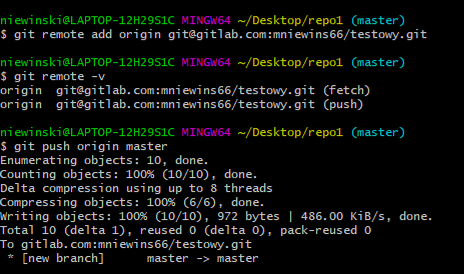 niewinski@LAPTOP-12H29S1C MINGW64 ~/Desktop/repo1 (master)
$ git remote add origin git@gitlab.com:mniewins66/testowy.git
niewinski@LAPTOP-12H29S1C MINGW64 ~/Desktop/repo1 (master)
$ git remote -v
origin  git@gitlab.com:mniewins66/testowy.git (fetch)
origin  git@gitlab.com:mniewins66/testowy.git (push)
niewinski@LAPTOP-12H29S1C MINGW64 ~/Desktop/repo1 (master)
$ git push origin master
Enumerating objects: 10, done.
Counting objects: 100% (10/10), done.
Delta compression using up to 8 threads
Compressing objects: 100% (6/6), done.
Writing objects: 100% (10/10), 972 bytes | 486.00 KiB/s, done.
Total 10 (delta 1), reused 0 (delta 0), pack-reused 0
To gitlab.com:mniewins66/testowy.git
 * [new branch]      master -> master